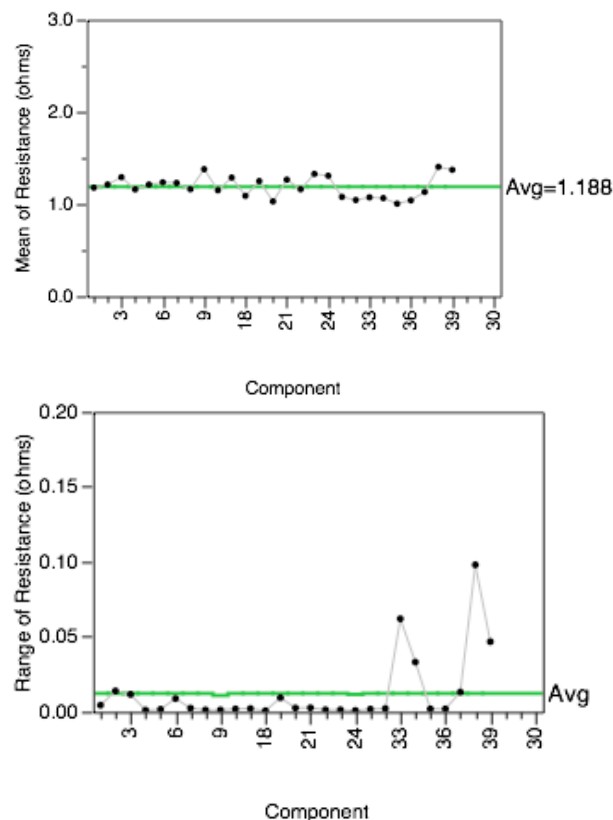 Mean of Resistance (ohms)
3.0
2.0
1.0
0.0
Avg=1.188
3 6 9 18 21 24 33 36 39 30
Component
Range of Resistance (ohms)
0.20
0.15
0.10
0.05
0.00
Avg
3 6 9 18 21 24 33 36 39 30
Component